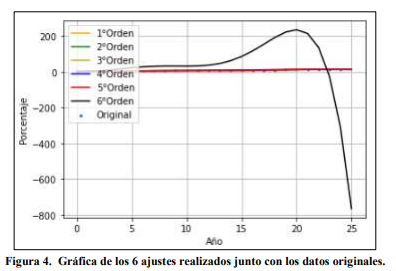 200
0
−200
−400
−600
−800
Porcentaje
1°Orden
2°Orden
3°Orden
4°Orden
5°Orden
6°Orden
Original
0 5 10 15 20 25
Año
Figura 4. Gráfica de los 6 ajustes realizados junto con los datos originales.